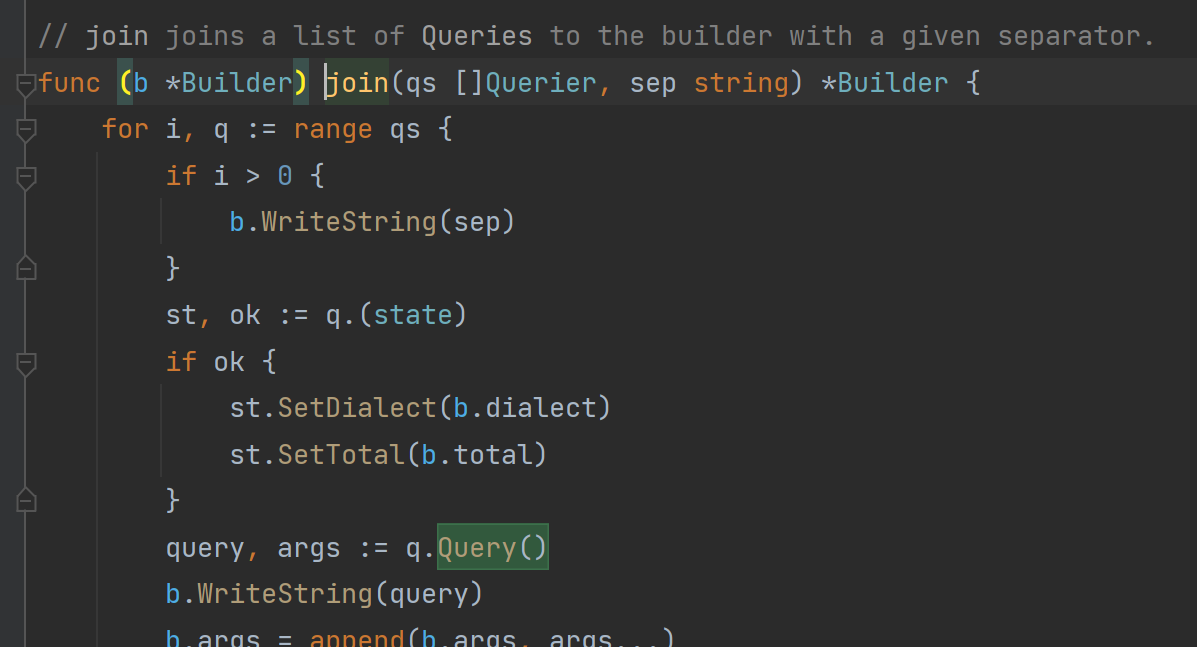 // join joins a list of Queries to the builder with a given separator.
func (b *Builder) join(qs []Querier, sep string) *Builder {
for i, q := range qs {
if i > 0 {
b.WriteString(sep)
}
st, ok := q.(state)
if ok {
st.SetDialect(b.dialect)
st.SetTotal(b.total)
}
query, args := q.Query()
b.WriteString(query)
b.args = append(b.args, args...)